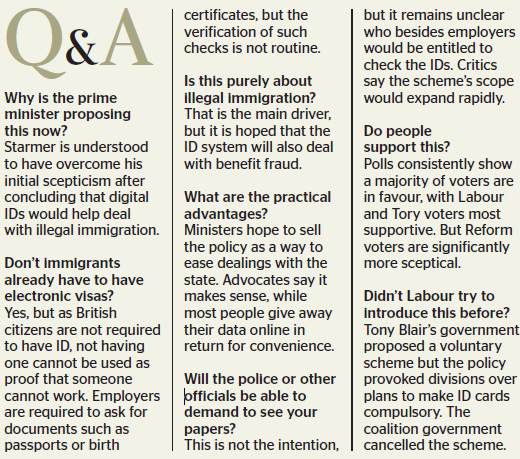 Q&A
Why is the prime
minister proposing
this now?
Starmer is understood
to have overcome his
initial scepticism after
concluding that digital
IDs would help deal
with illegal immigration.
Don't immigrants
already have to have
electronic visas?
Yes, but as British
citizens are not required
to have ID, not having
one cannot be used as
proof that someone
cannot work. Employers
are required to ask for
documents such as
passports or birth
certificates, but the
verification of such
checks is not routine.
Is this purely about
illegal immigration?
That is the main driver,
but it is hoped that the
ID system will also deal
with benefit fraud.
What are the practical
advantages?
Ministers hope to sell
the policy as a way to
ease dealings with the
state. Advocates say it
makes sense, while
most people give away
their data online in
return for convenience.
Will the police or other
officials be able to
demand to see your
papers?
This is not the intention,
but it remains unclear
who besides employers
would be entitled to
check the IDs. Critics
say the scheme's scope
would expand rapidly.
Do people
support this?
Polls consistently show
a majority of voters are
in favour, with Labour
and Tory voters most
supportive. But Reform
voters are significantly
more sceptical.
Didn't Labour try to
introduce this before?
Tony Blair's government
proposed a voluntary
scheme but the policy
provoked divisions over
plans to make ID cards
compulsory. The
coalition government
cancelled the scheme.